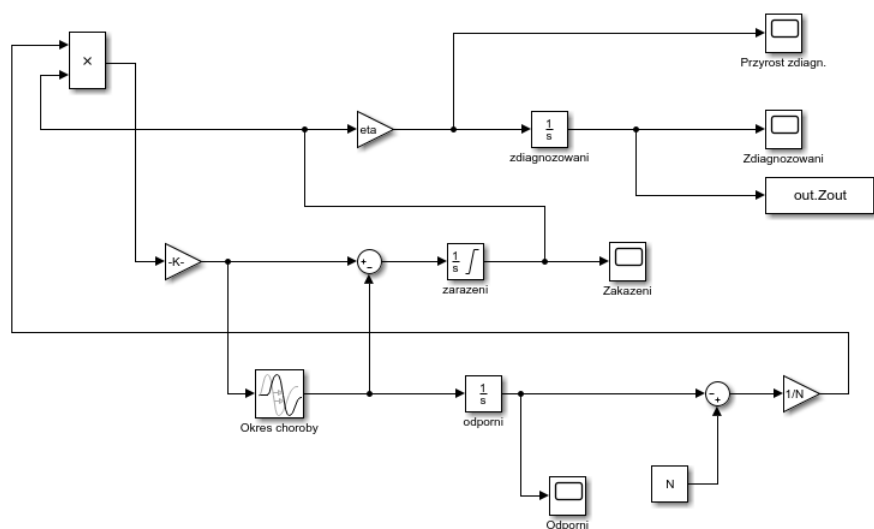 ×
Przyrost zdiagn.
eta
1
s
zdiagnozowani
Zdiagnozowani
out.Zout
-K-
+
−
1
s
zarazeni
Zakazeni
Okres choroby
1
s
odporni
−
+
1/N
N
Odporni